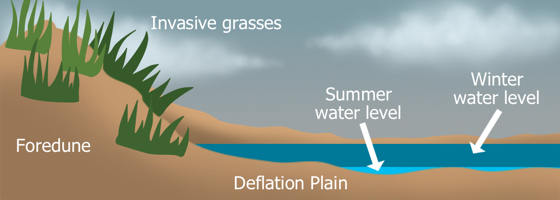 Invasive grasses
Winter
water level
Summer
water level
Foredune
Deflation Plain